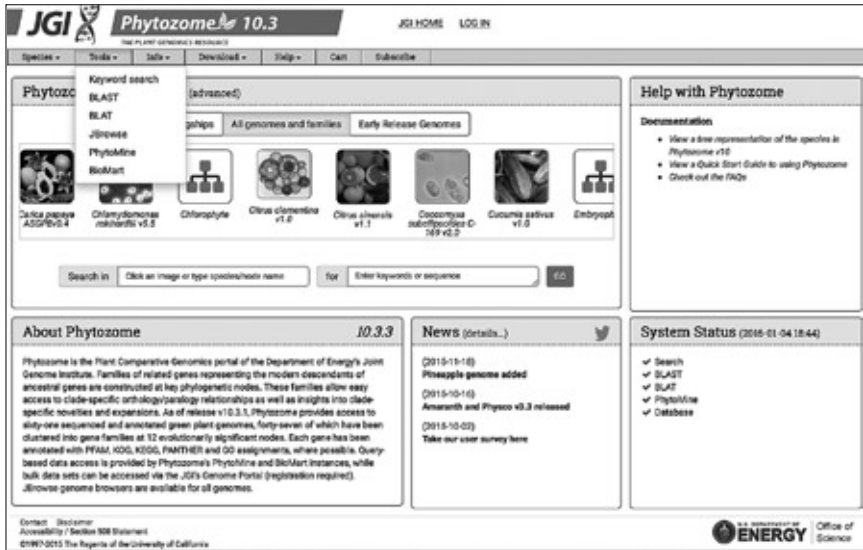 JGI Phytozome 10.3
THE PLANT GENOMICS RESOURCE
JGI HOME LOG IN
Species Tools Info Download Help Cart Subscribe
Keyword search
BLAST
BLAT
JBrowse
PhytoMine
BioMart
(advanced)
All genomes and families Early Release Genomes
Carica papaya ASGPBv0.4
Chlamydomonas reinhardtii v5.5
Chlorophyte
Citrus clementina v1.0
Citrus sinensis v1.1
Coccomyxa subellipsoidea C-169 v2.0
Cucumis sativus v1.0
Search in Click an image or type species/node name for Enter keywords or sequence GO
Help with Phytozome
Documentation
View a tree representation of the species in
Phytozome v10
View a Quick Start Guide to using Phytozome
Check out the FAQs
About Phytozome 10.3.3
Phytozome is the Plant Comparative Genomics portal of the Department of Energy's Joint
Genome Institute. Families of related genes representing the modern descendants of
ancestral genes are constructed at key phylogenetic nodes. These families allow easy
access to clade-specific orthology/paralogy relationships as well as insights into clade-
specific novelties and expansions. As of release v10.3.1, Phytozome provides access to
sixty-one sequenced and annotated green plant genomes, forty-seven of which have been
clustered into gene families at 12 evolutionarily significant nodes. Each gene has been
annotated with PFAM, KOG, KEGG, PANTHER and GO assignments, where possible. Query-
based data access is provided by Phytozome's PhytoMine and BioMart instances, while
bulk data sets can be accessed via the JGI's Genome Portal (registration required).
JBrowse genome browsers are available for all genomes.
News (details...)
(2015-11-18)
Pineapple genome added
(2015-10-16)
Amaranth and Physco v3.3 released
(2015-10-02)
Take our user survey here
System Status (2016-01-04 18:44)
Search
BLAST
BLAT
PhytoMine
Database
Contact Disclaimer
Accessibility / Section 508 Statement
©1997-2015 The Regents of the University of California
U.S. DEPARTMENT OF
ENERGY
Office of
Science